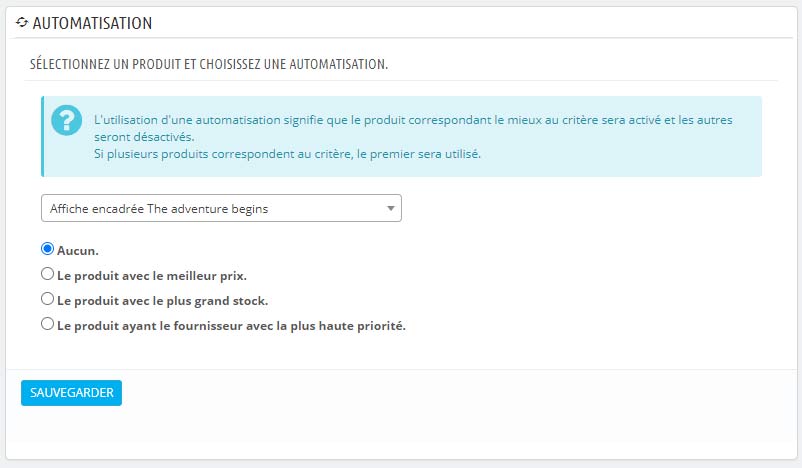 AUTOMATISATION
SÉLECTIONNEZ UN PRODUIT ET CHOISISSEZ UNE AUTOMATISATION.
L'utilisation d'une automatisation signifie que le produit correspondant le mieux au critère sera activé et les autres
seront désactivés.
Si plusieurs produits correspondent au critère, le premier sera utilisé.
Affiche encadrée The adventure begins
Aucun.
Le produit avec le meilleur prix.
Le produit avec le plus grand stock.
Le produit ayant le fournisseur avec la plus haute priorité.
SAUVEGARDER